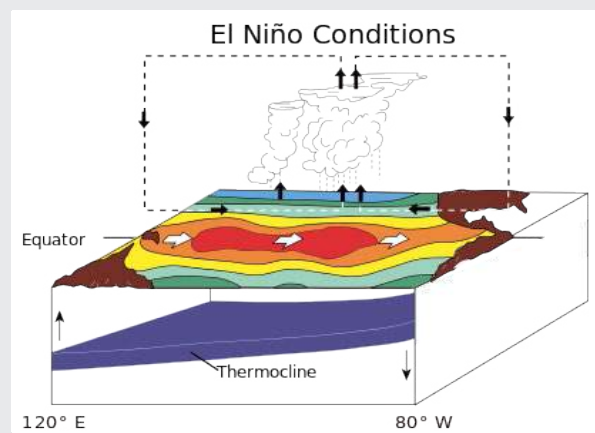 El Niño Conditions
Equator
Thermocline
120° E
80° W